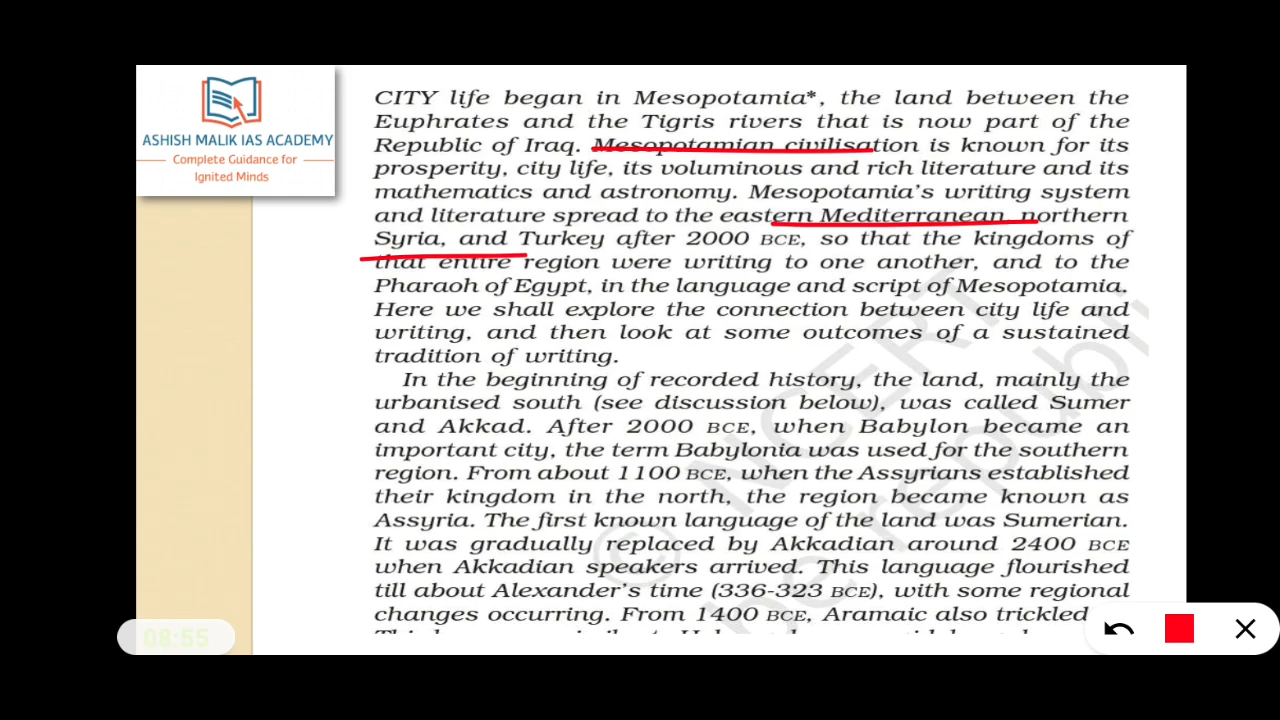 ASHISH MALIK IAS ACADEMY
Complete Guidance for
Ignited Minds
CITY life began in Mesopotamia*, the land between the
Euphrates and the Tigris rivers that is now part of the
Republic of Iraq. Mesopotamian civilisation is known for its
prosperity, city life, its voluminous and rich literature and its
mathematics and astronomy. Mesopotamia's writing system
and literature spread to the eastern Mediterranean, northern
Syria, and Turkey after 2000 BCE, so that the kingdoms of
that entire region were writing to one another, and to the
Pharaoh of Egypt, in the language and script of Mesopotamia.
Here we shall explore the connection between city life and
writing, and then look at some outcomes of a sustained
tradition of writing.
In the beginning of recorded history, the land, mainly the
urbanised south (see discussion below), was called Sumer
and Akkad. After 2000 BCE, when Babylon became an
important city, the term Babylonia was used for the southern
region. From about 1100 BCE, when the Assyrians established
their kingdom in the north, the region became known as
Assyria. The first known language of the land was Sumerian.
It was gradually replaced by Akkadian around 2400 BCE
when Akkadian speakers arrived. This language flourished
till about Alexander's time (336-323 BCE), with some regional
changes occurring. From 1400 BCE, Aramaic also trickled
© NCERT
be republi
08:55